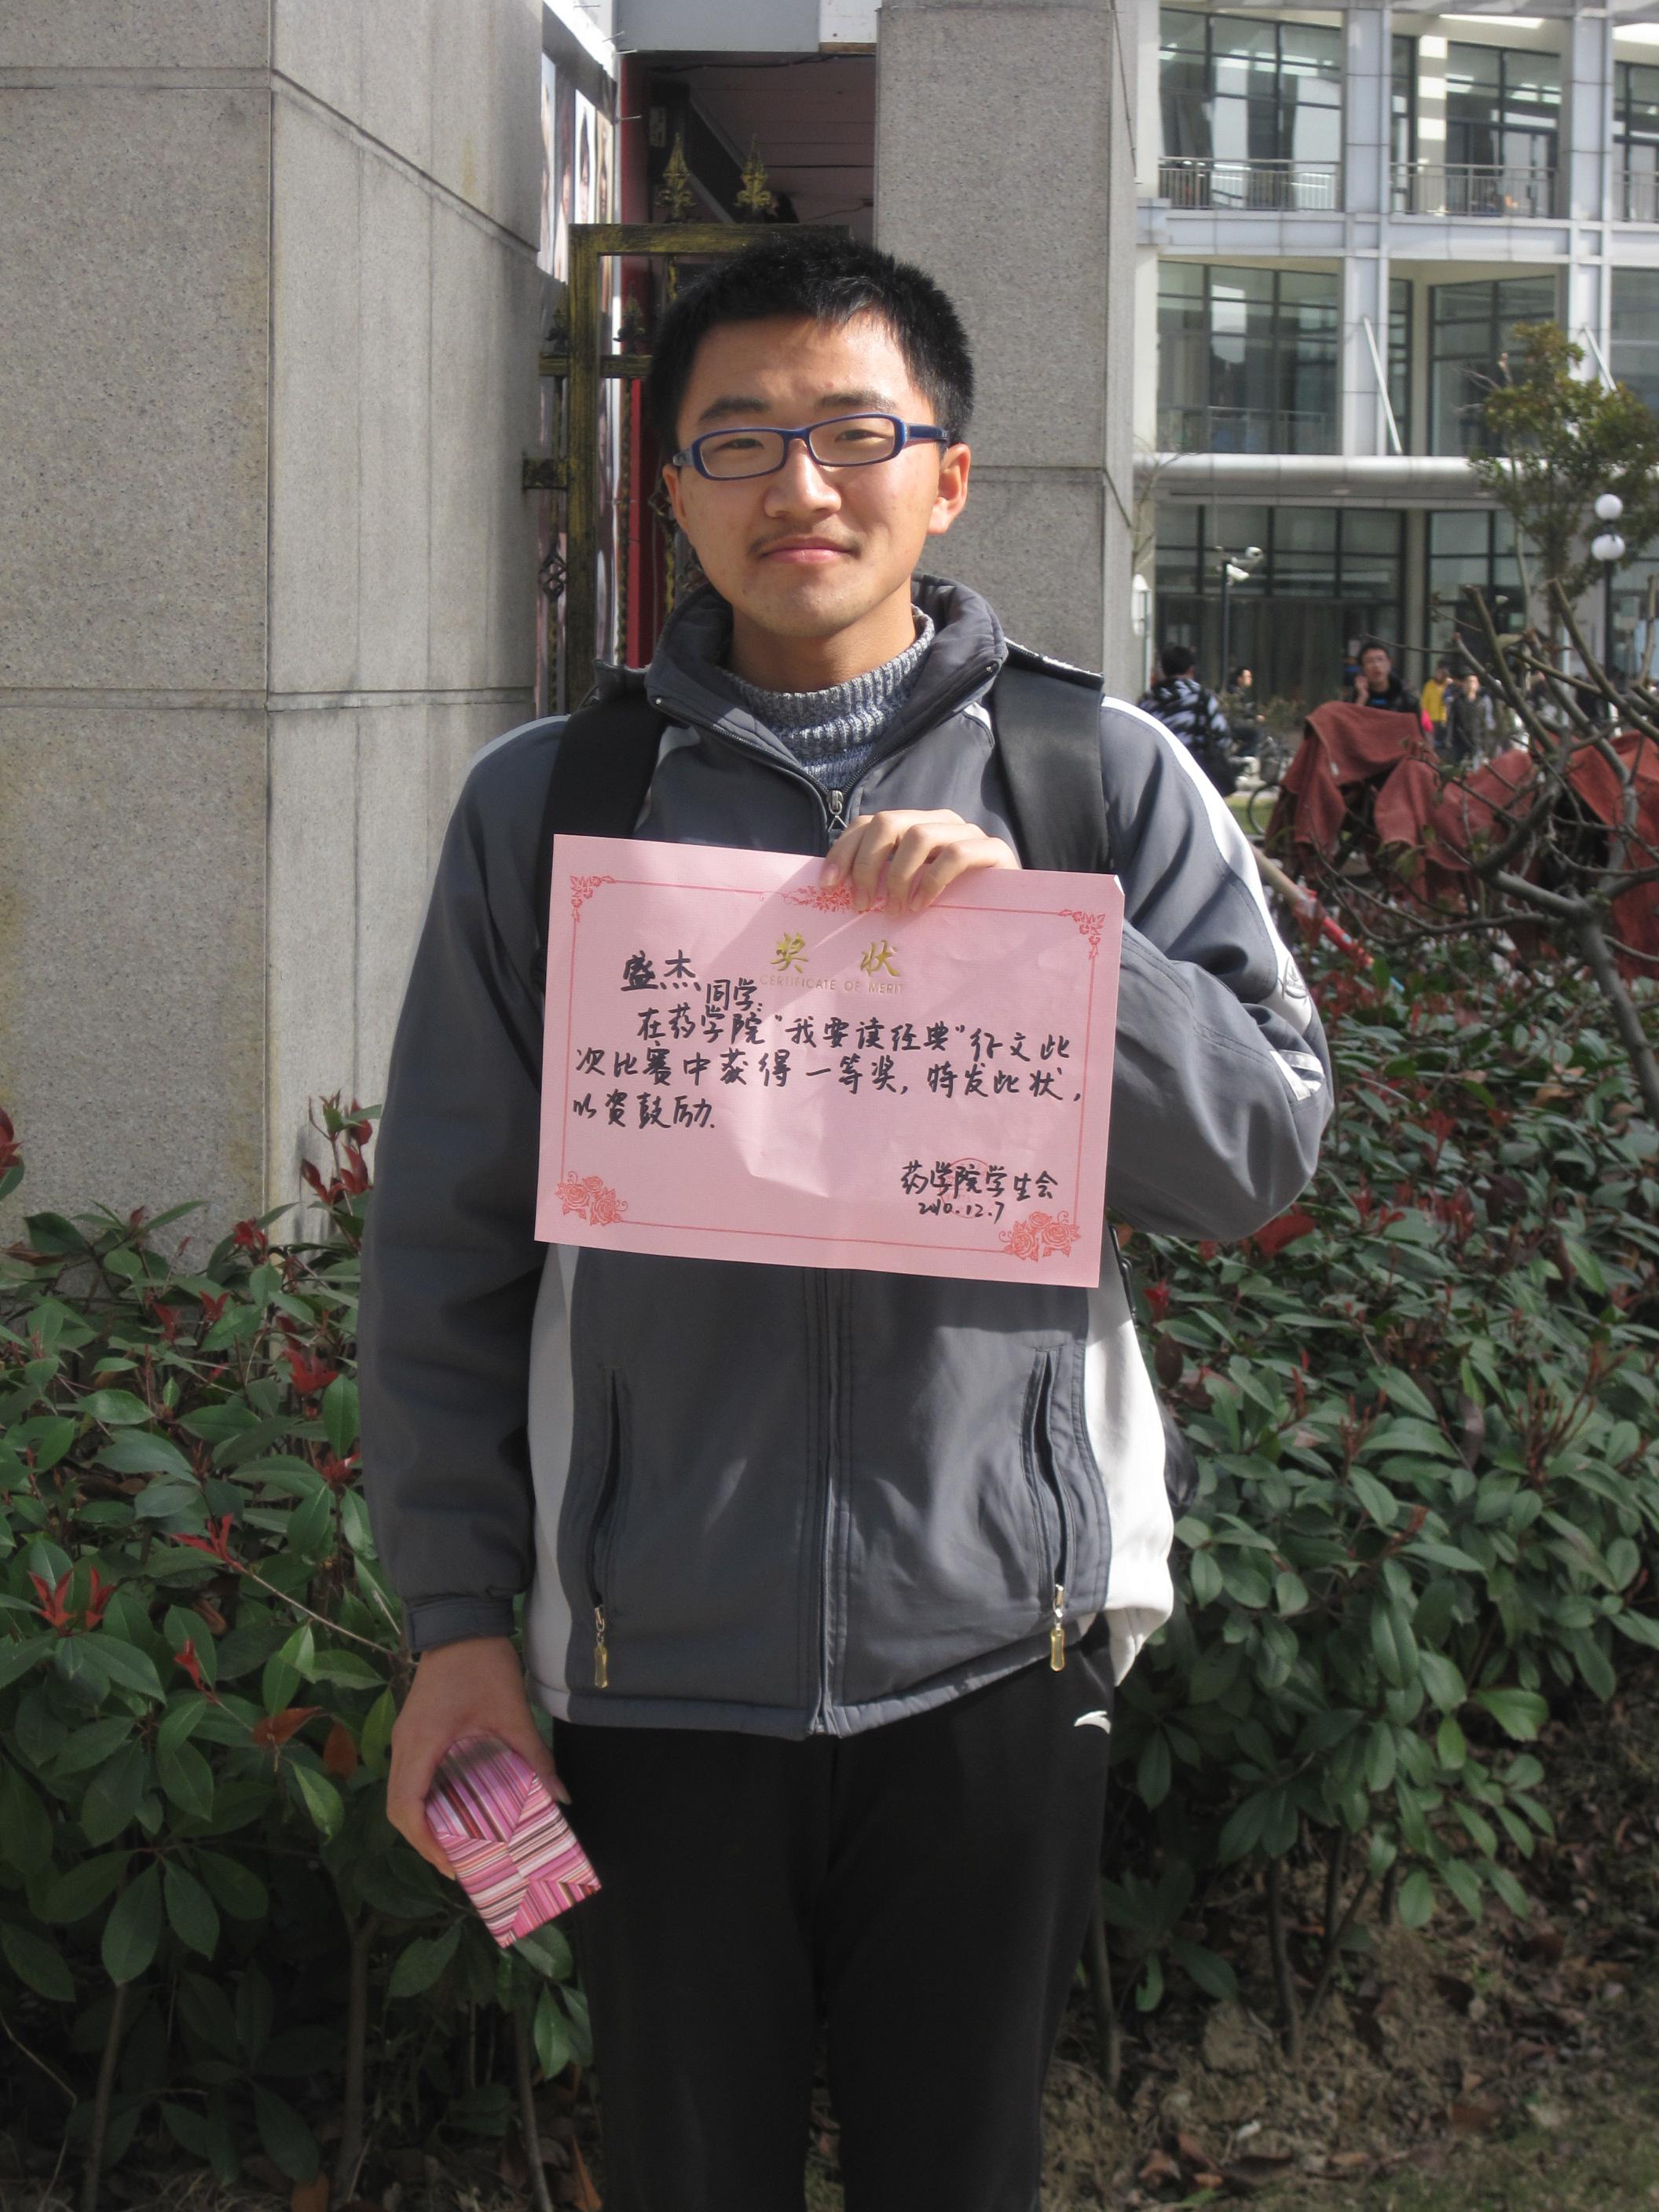 奖 状
CERTIFICATE OF MERIT
盛杰同学:
在药学院"我要读经典"征文此
次比赛中获得一等奖,特发此状,
以资鼓励.
药学院学生会
2010.12.7